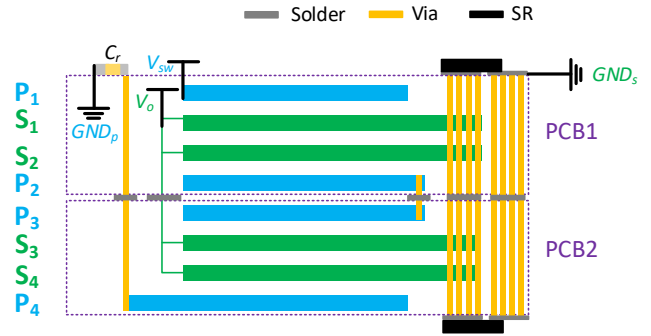 Solder Via SR
C_r
V_sw
GND_s
P_1
V_o
S_1
GND_p
PCB1
S_2
P_2
P_3
S_3
PCB2
S_4
P_4